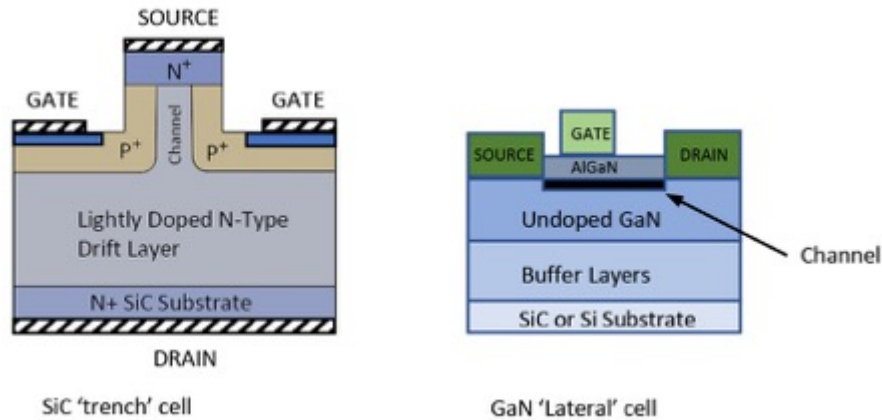 SOURCE
N+
GATE
GATE
Channel
P+
P+
Lightly Doped N-Type
Drift Layer
N+ SiC Substrate
DRAIN
SiC 'trench' cell
GATE
SOURCE
DRAIN
AlGaN
Undoped GaN
Channel
Buffer Layers
SiC or Si Substrate
GaN 'Lateral' cell